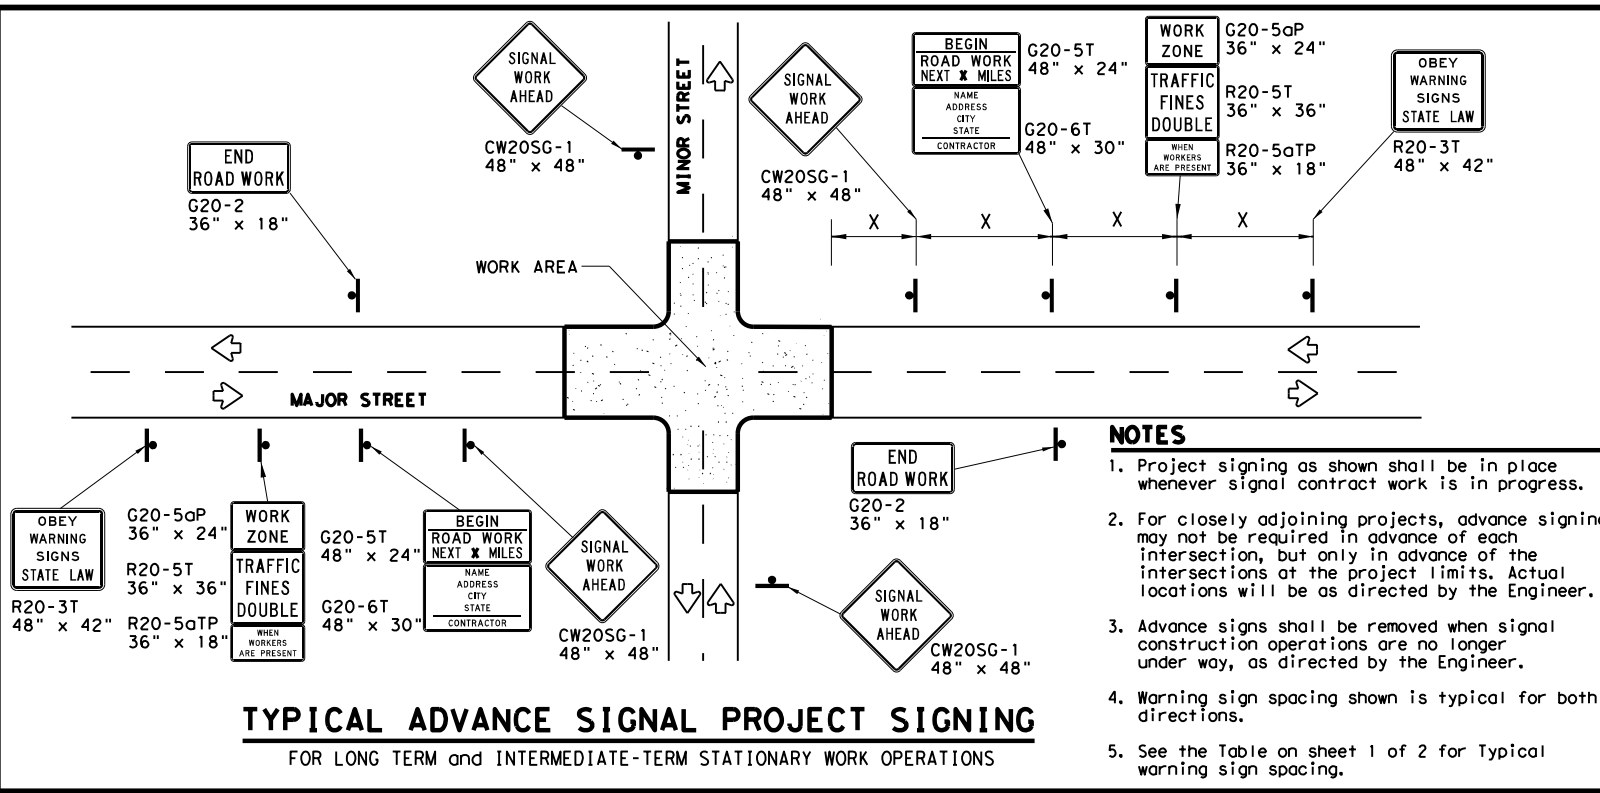 SIGNAL
WORK
AHEAD
CW20SG-1
48" x 48"
END
ROAD WORK
G20-2
36" x 18"
MINOR STREET
SIGNAL
WORK
AHEAD
CW20SG-1
48" x 48"
BEGIN
ROAD WORK
NEXT X MILES
NAME
ADDRESS
CITY
STATE
CONTRACTOR
G20-5T
48" x 24"
G20-6T
48" x 30"
WORK
ZONE
TRAFFIC
FINES
DOUBLE
WHEN
WORKERS
ARE PRESENT
G20-5aP
36" x 24"
R20-5T
36" x 36"
R20-5aTP
36" x 18"
OBEY
WARNING
SIGNS
STATE LAW
R20-3T
48" x 42"
X
X
X
X
WORK AREA
MAJOR STREET
OBEY
WARNING
SIGNS
STATE LAW
R20-3T
48" x 42"
G20-5aP
36" x 24"
R20-5T
36" x 36"
R20-5aTP
36" x 18"
WORK
ZONE
TRAFFIC
FINES
DOUBLE
WHEN
WORKERS
ARE PRESENT
G20-5T
48" x 24"
G20-6T
48" x 30"
BEGIN
ROAD WORK
NEXT X MILES
NAME
ADDRESS
CITY
STATE
CONTRACTOR
SIGNAL
WORK
AHEAD
CW20SG-1
48" x 48"
END
ROAD WORK
G20-2
36" x 18"
SIGNAL
WORK
AHEAD
CW20SG-1
48" x 48"
TYPICAL ADVANCE SIGNAL PROJECT SIGNING
FOR LONG TERM and INTERMEDIATE-TERM STATIONARY WORK OPERATIONS
NOTES
1. Project signing as shown shall be in place
whenever signal contract work is in progress.
2. For closely adjoining projects, advance signing
may not be required in advance of each
intersection, but only in advance of the
intersections at the project limits. Actual
locations will be as directed by the Engineer.
3. Advance signs shall be removed when signal
construction operations are no longer
under way, as directed by the Engineer.
4. Warning sign spacing shown is typical for both
directions.
5. See the Table on sheet 1 of 2 for Typical
warning sign spacing.